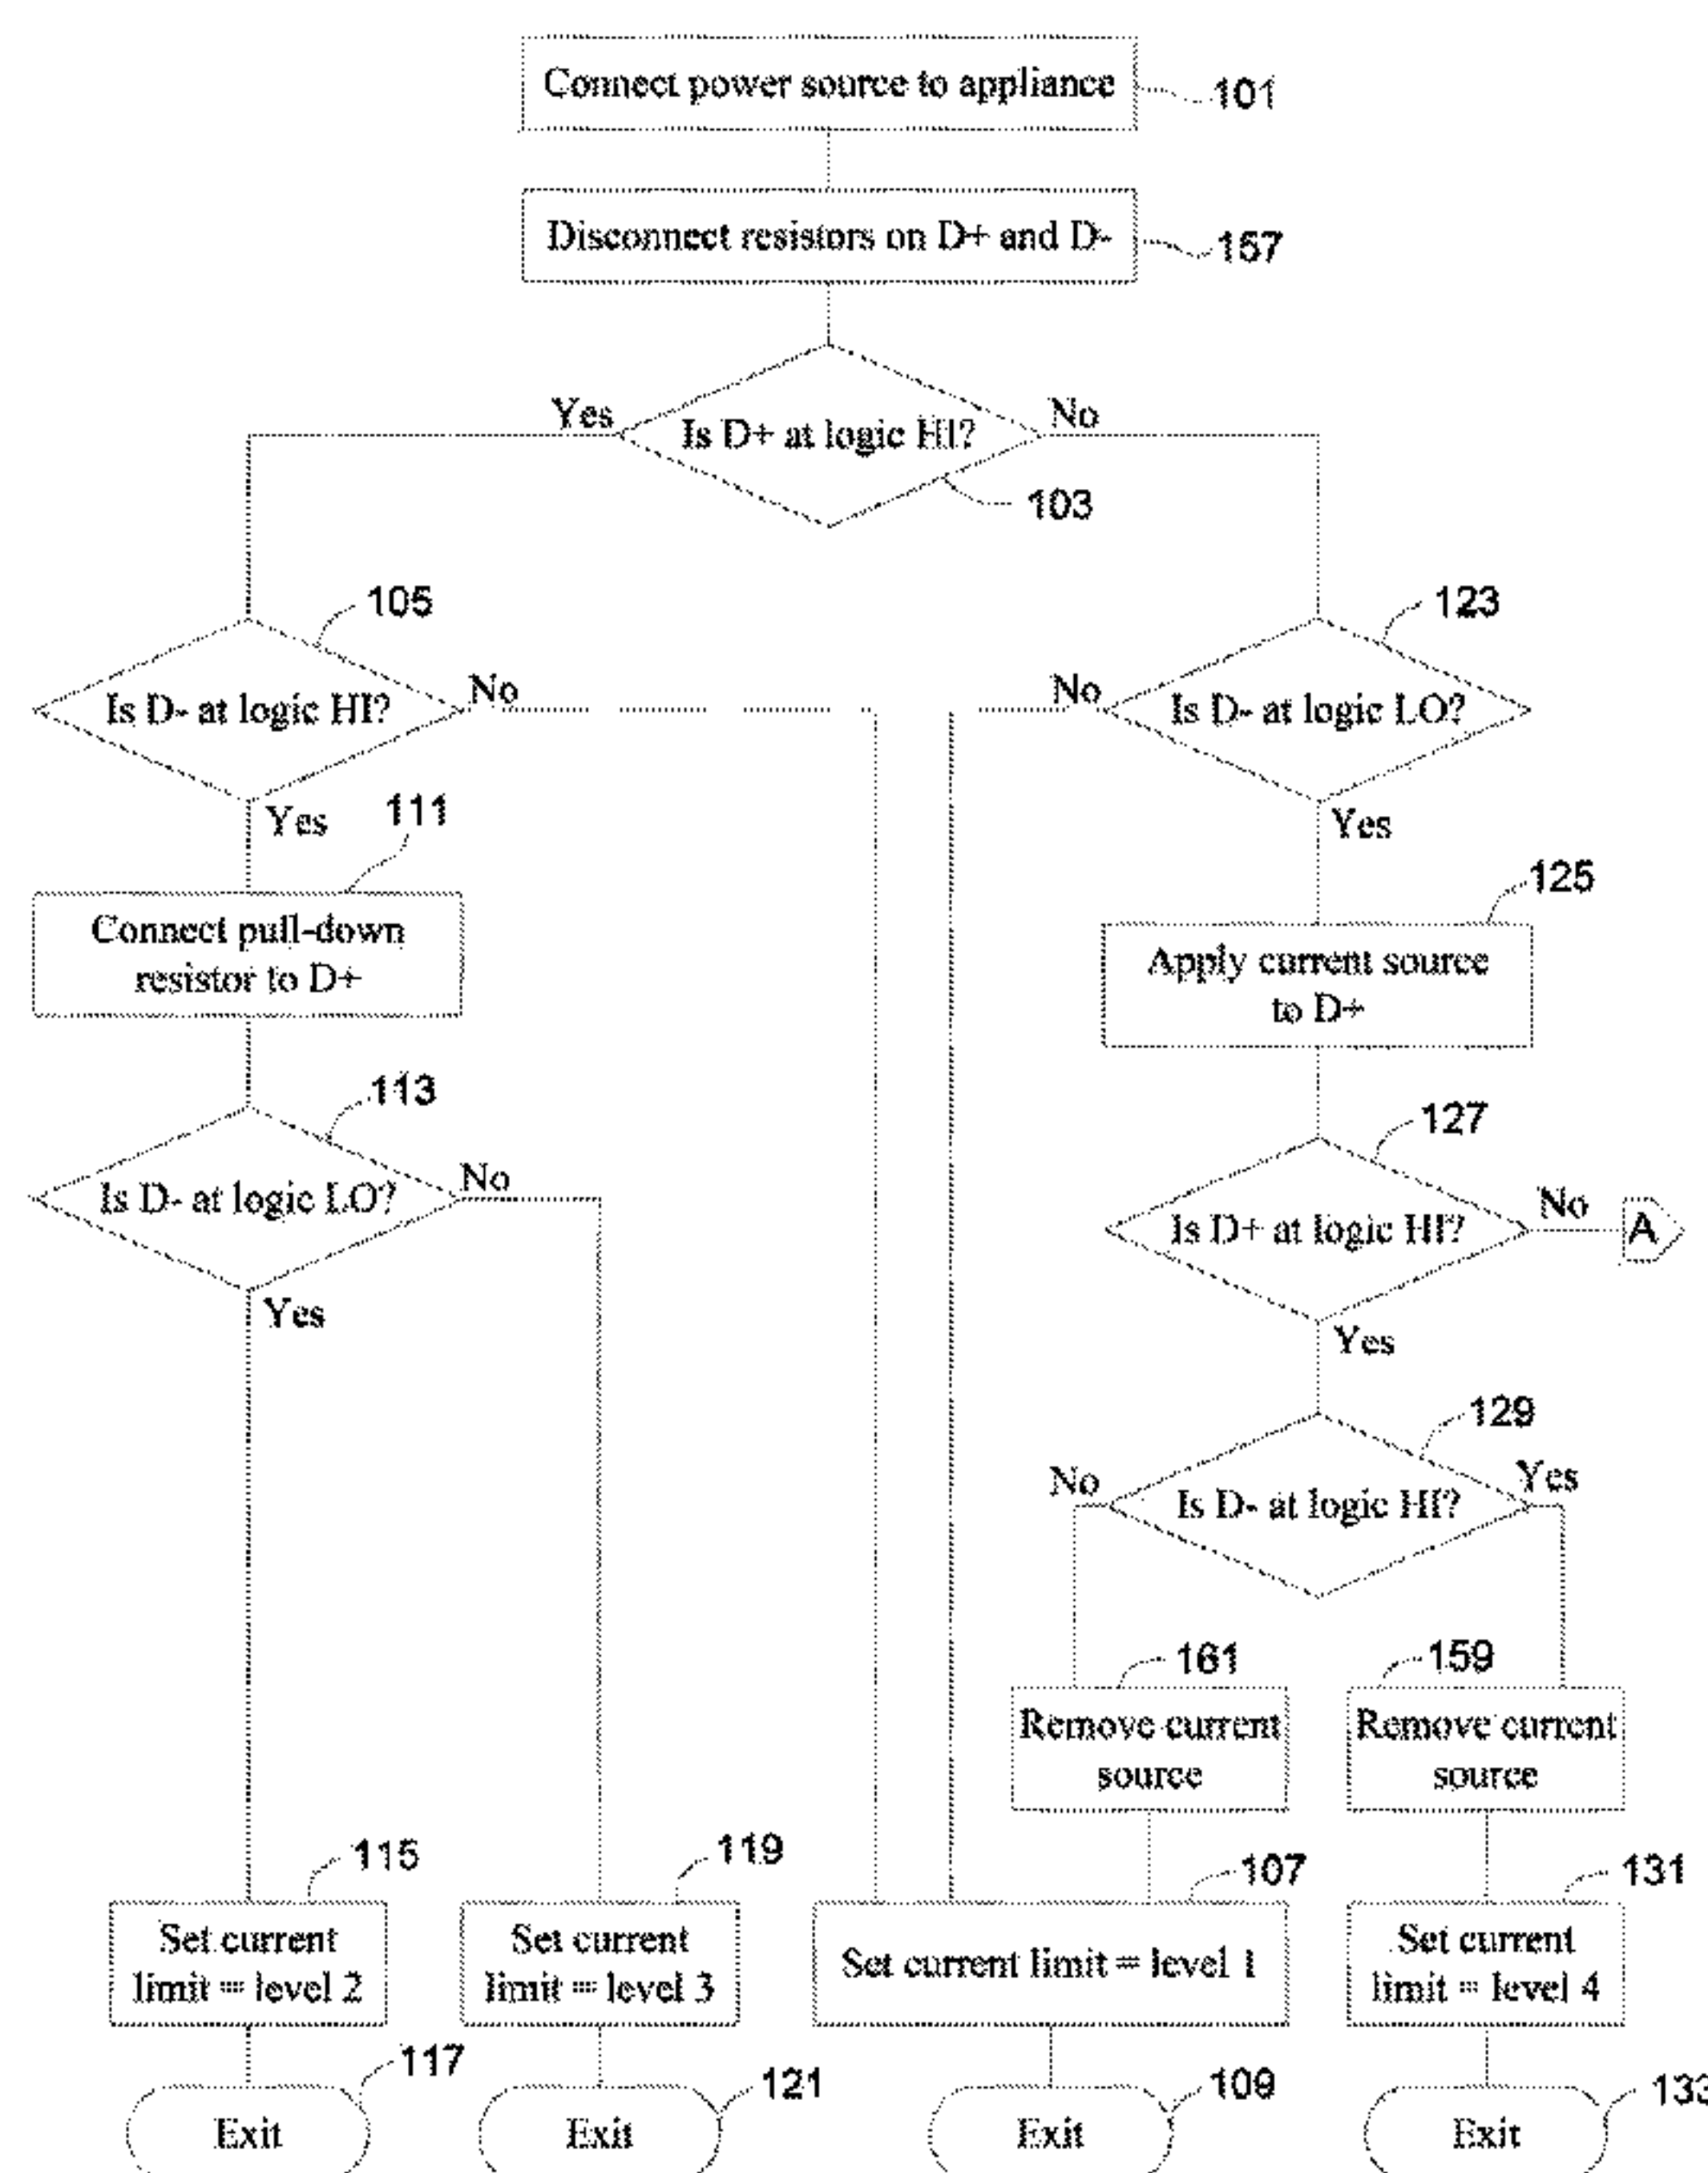 Connect power source to appliance
101
Disconnect resistors on D+ and D-
157
Yes
Is D+ at logic HI?
No
103
105
123
Is D- at logic HI?
No
No
Is D- at logic LO?
Yes
111
Yes
125
Connect pull-down
resistor to D+
Apply current source
to D+
113
127
Is D- at logic LO?
No
Is D+ at logic HI?
No
A
Yes
Yes
129
No
Is D- at logic HI?
Yes
161
159
Remove current
source
Remove current
source
115
119
107
131
Set current
limit = level 2
Set current
limit = level 3
Set current limit = level 1
Set current
limit = level 4
117
121
109
133
Exit
Exit
Exit
Exit